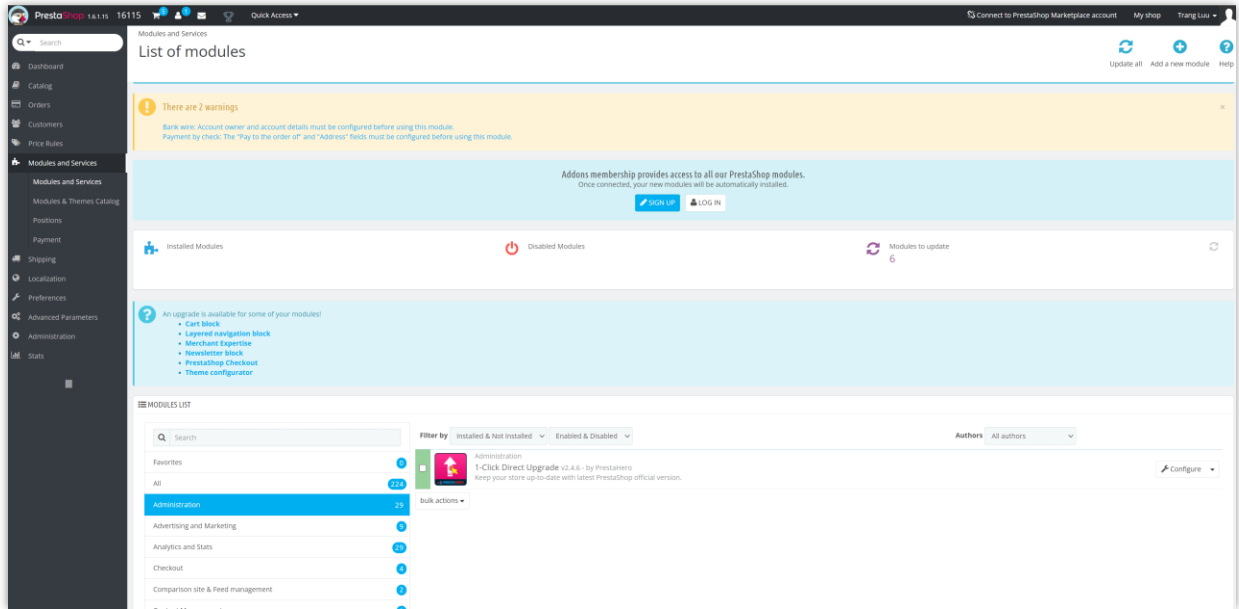 PrestaShop 1.6.1.15 16115 3 1 Quick Access Connect to PrestaShop Marketplace account My shop Trang Luu
Search
Dashboard
Catalog
Orders
Customers
Price Rules
Modules and Services
Modules and Services
Modules & Themes Catalog
Positions
Payment
Shipping
Localization
Preferences
Advanced Parameters
Administration
Stats
Modules and Services
List of modules
Update all Add a new module Help
There are 2 warnings
Bank wire: Account owner and account details must be configured before using this module.
Payment by check: The "Pay to the order of" and "Address" fields must be configured before using this module.
Addons membership provides access to all our PrestaShop modules.
Once connected, your new modules will be automatically installed.
SIGN UP LOG IN
Installed Modules
Disabled Modules
Modules to update
6
An upgrade is available for some of your modules!
Cart block
Layered navigation block
Merchant Expertise
Newsletter block
PrestaShop Checkout
Theme configurator
MODULES LIST
Search
Favorites 0
All 224
Administration 29
Advertising and Marketing 9
Analytics and Stats 29
Checkout 4
Comparison site & Feed management 2
Filter by Installed & Not Installed Enabled & Disabled Authors All authors
Administration
1-Click Direct Upgrade v2.4.6 - by PrestaHero
Keep your store up-to-date with latest PrestaShop official version.
Configure
bulk actions